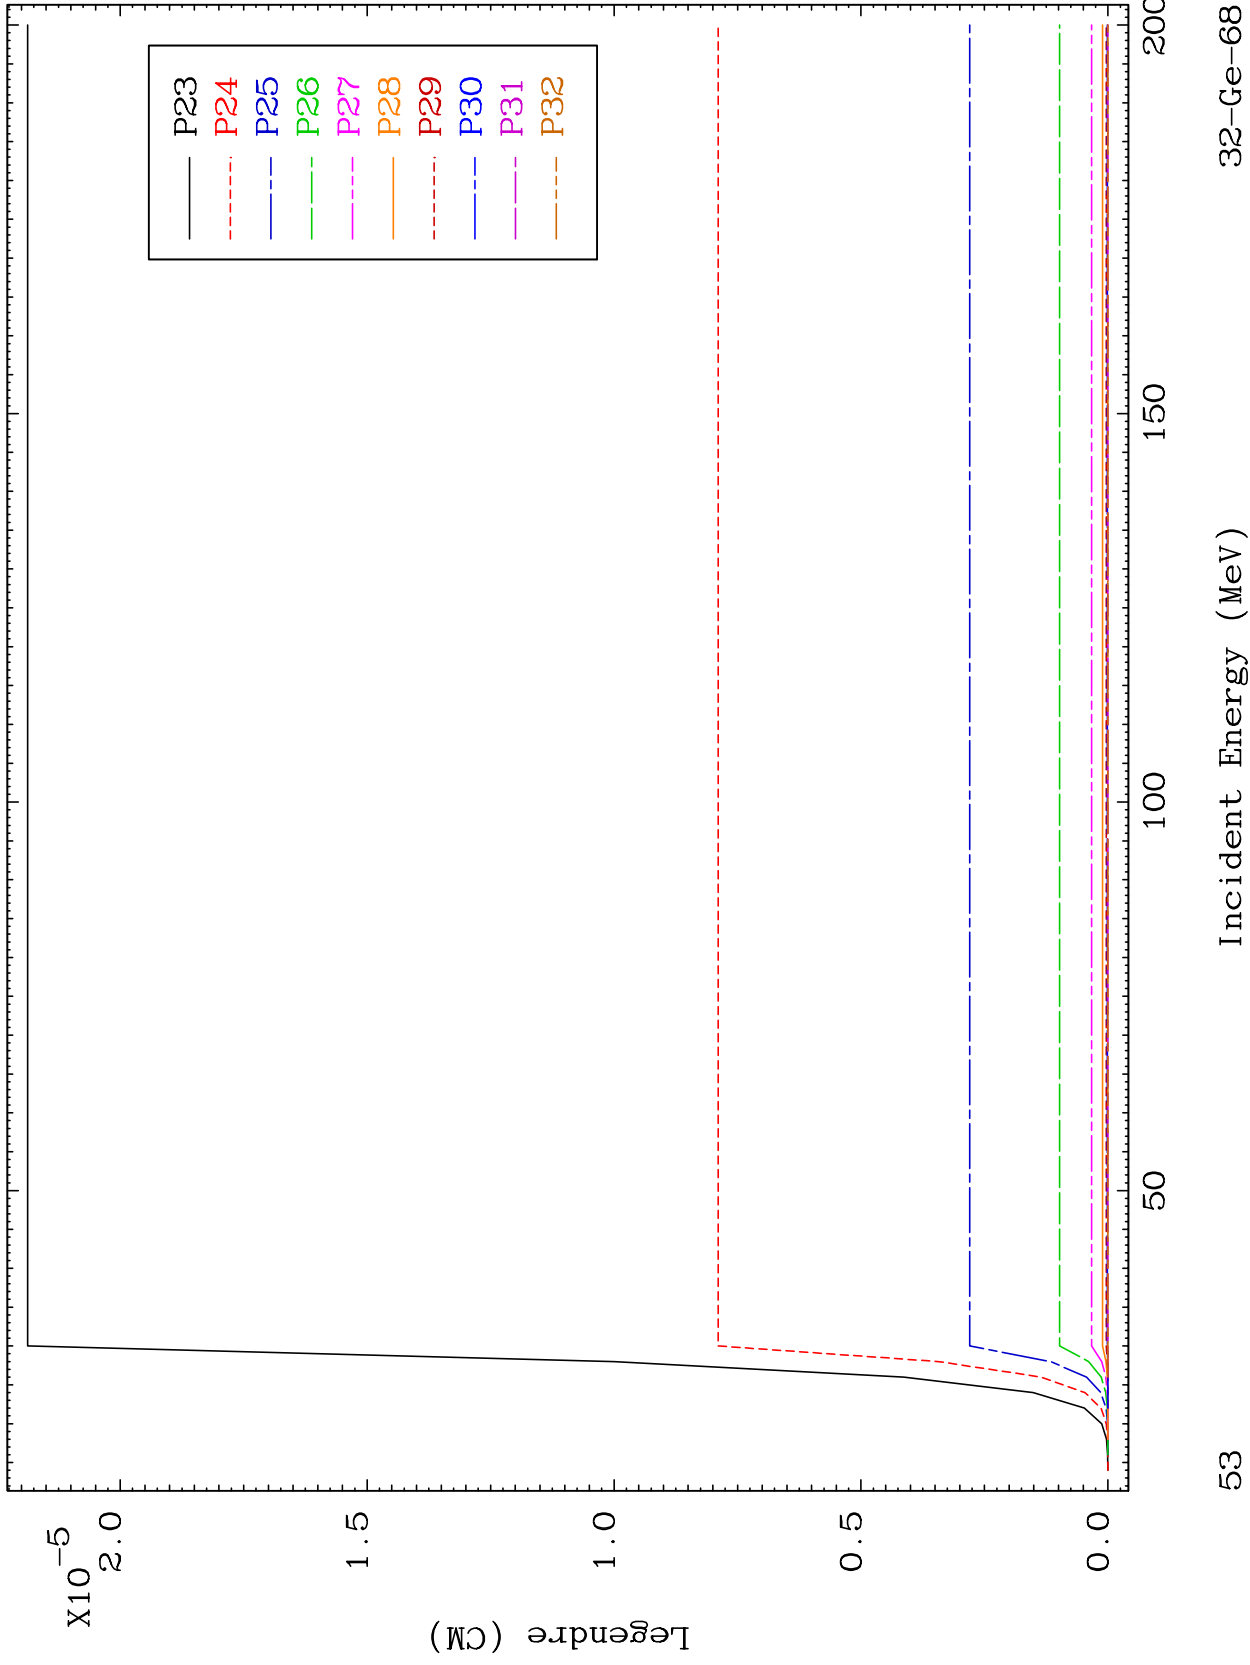 X10-5
2.0
1.5
1.0
0.5
0.0
Legendre (CM)
P23
P24
P25
P26
P27
P28
P29
P30
P31
P32
50
100
150
200
Incident Energy (MeV)
53
32-Ge-68